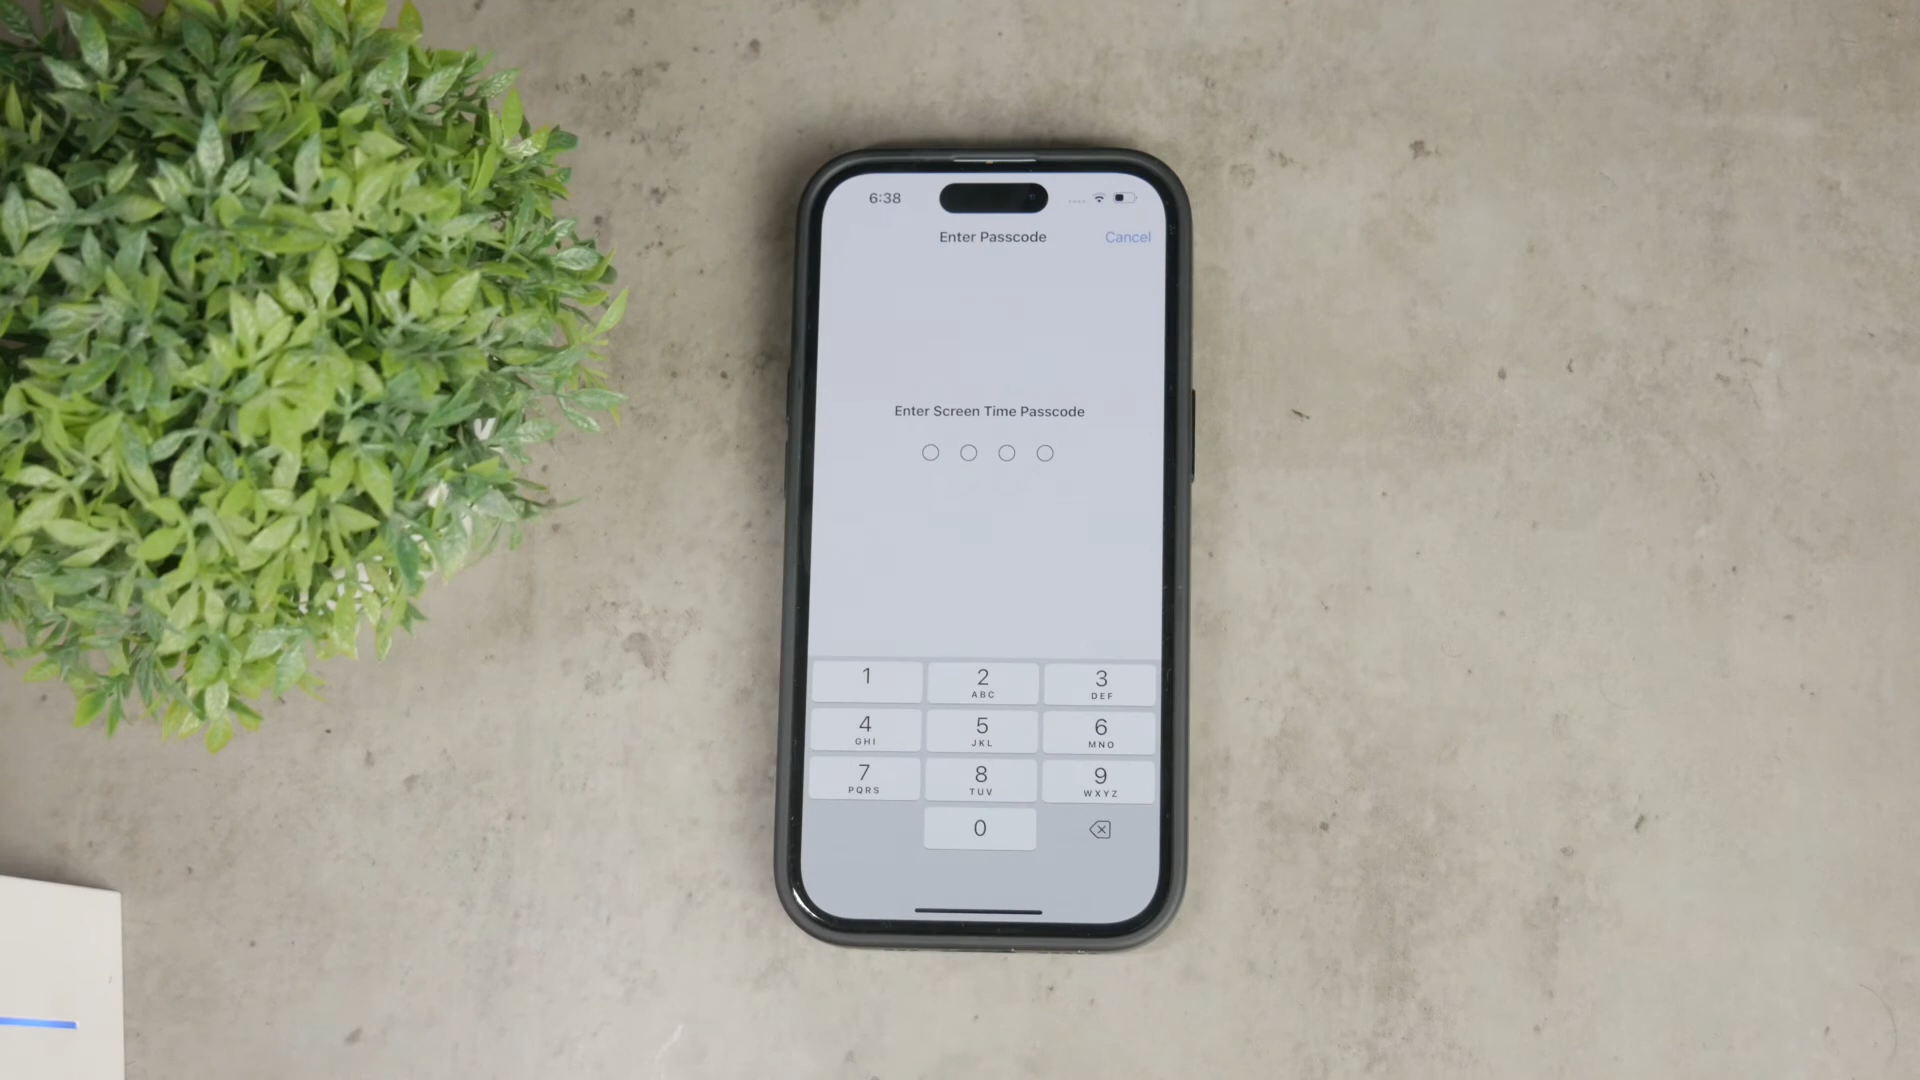 6:38
Enter Passcode
Cancel
Enter Screen Time Passcode
1
2
3
ABC
DEF
4
5
6
GHI
JKL
MNO
7
8
9
PQRS
TUV
WXYZ
0